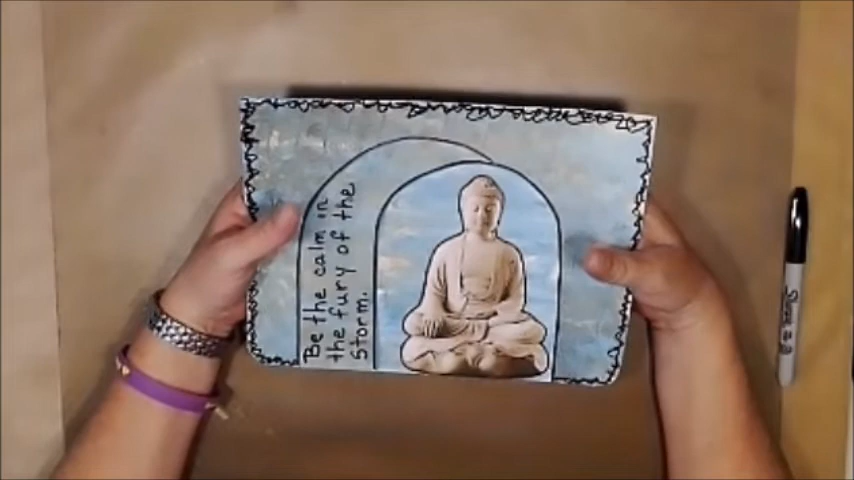 Be the calm in
the fury of the
storm.
Sharpie